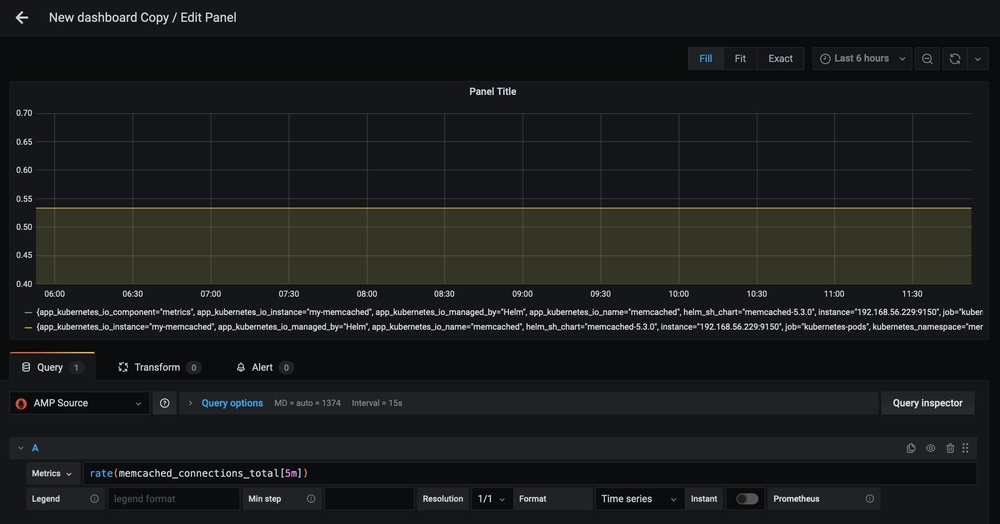 New dashboard Copy / Edit Panel
Fill Fit Exact Last 6 hours
Panel Title
0.70
0.65
0.60
0.55
0.50
0.45
0.40
06:00 06:30 07:00 07:30 08:00 08:30 09:00 09:30 10:00 10:30 11:00 11:30
{app_kubernetes_io_component="metrics", app_kubernetes_io_instance="my-memcached", app_kubernetes_io_managed_by="Helm", app_kubernetes_io_name="memcached", helm_sh_chart="memcached-5.3.0", instance="192.168.56.229:9150", job="kuber
{app_kubernetes_io_instance="my-memcached", app_kubernetes_io_managed_by="Helm", app_kubernetes_io_name="memcached", helm_sh_chart="memcached-5.3.0", instance="192.168.56.229:9150", job="kubernetes-pods", kubernetes_namespace="mer
Query 1 Transform 0 Alert 0
AMP Source Query options MD = auto = 1374 Interval = 15s Query inspector
A
Metrics rate(memcached_connections_total[5m])
Legend legend format Min step Resolution 1/1 Format Time series Instant Prometheus